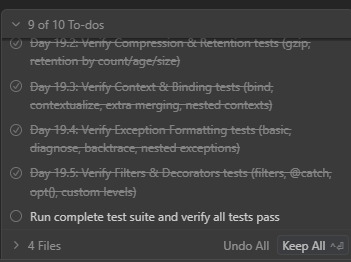 9 of 10 To-dos
Day 19.2: Verify Compression & Retention tests (gzip,
retention by count/age/size)
Day 19.3: Verify Context & Binding tests (bind,
contextualize, extra merging, nested contexts)
Day 19.4: Verify Exception Formatting tests (basic,
diagnose, backtrace, nested exceptions)
Day 19.5: Verify Filters & Decorators tests (filters, @catch,
opt(), custom levels)
Run complete test suite and verify all tests pass
4 Files Undo All Keep All ^⏎